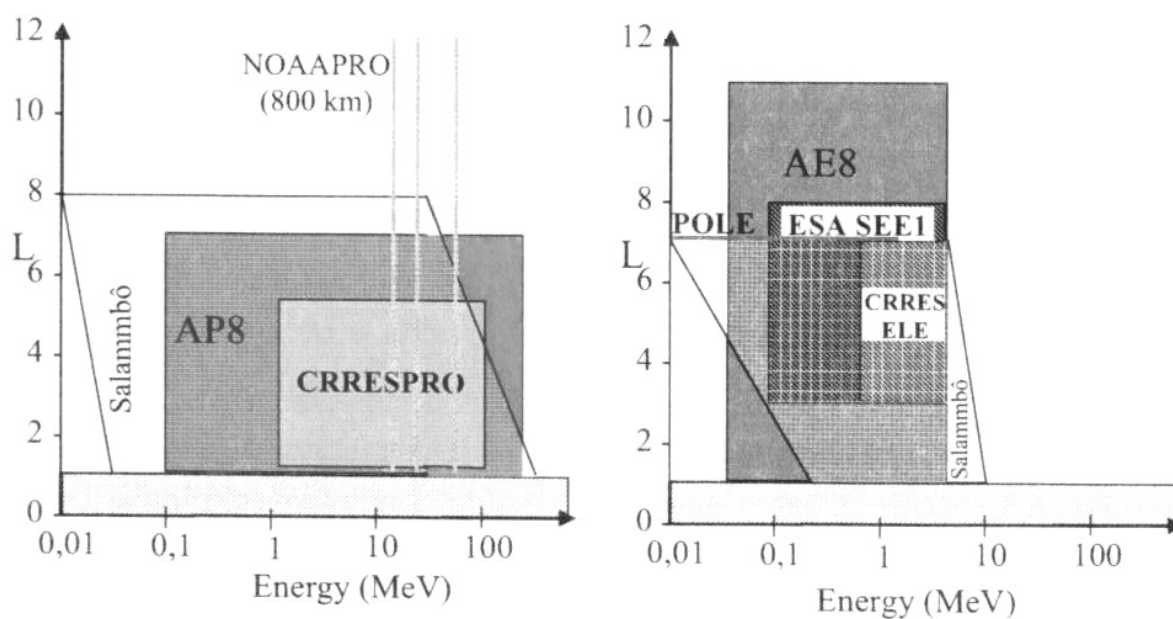 12
10
8
L
6
4
2
0
NOAAPRO
(800 km)
AP8
CRRESPRO
Salammbô
0,01 0,1 1 10 100
Energy (MeV)
12
10
8
L
6
4
2
0
AE8
POLE
ESA SEE1
CRRES
ELE
Salammbô
0,01 0,1 1 10 100
Energy (MeV)